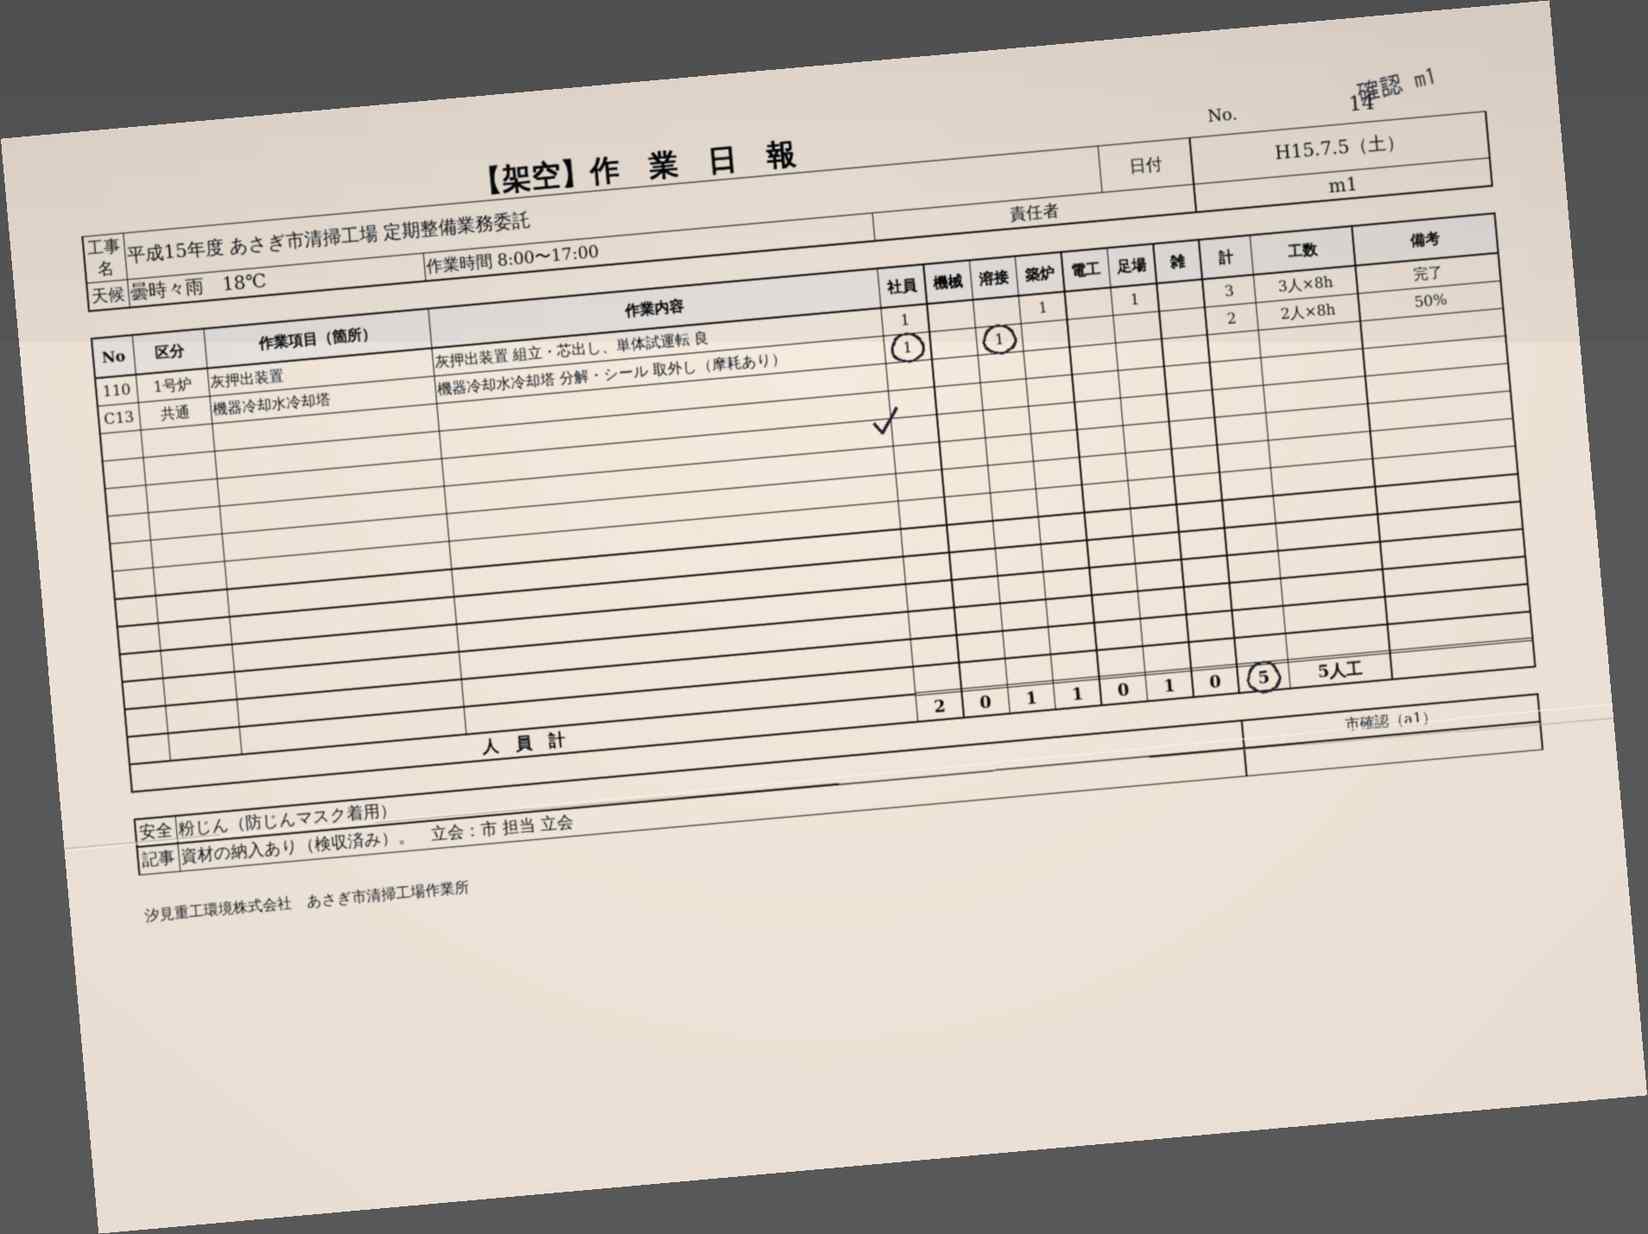 確認 m1
No. 14
【架空】作 業 日 報
工事名 平成15年度 あさぎ市清掃工場 定期整備業務委託 日付 H15.7.5（土）
天候 曇時々雨 18℃ 作業時間 8:00〜17:00 責任者 m1
No 区分 作業項目（箇所） 作業内容 社員 機械 溶接 築炉 電工 足場 雑 計 工数 備考
110 1号炉 灰押出装置 灰押出装置 組立・芯出し、単体試運転 良 1 1 1 3 3人×8h 完了
C13 共通 機器冷却水冷却塔 機器冷却水冷却塔 分解・シール 取外し（摩耗あり） 1 1 2 2人×8h 50%
人 員 計 2 0 1 1 0 1 0 5 5人工
安全 粉じん（防じんマスク着用） 市確認（a1）
記事 資材の納入あり（検収済み）。 立会：市 担当 立会
汐見重工環境株式会社 あさぎ市清掃工場作業所